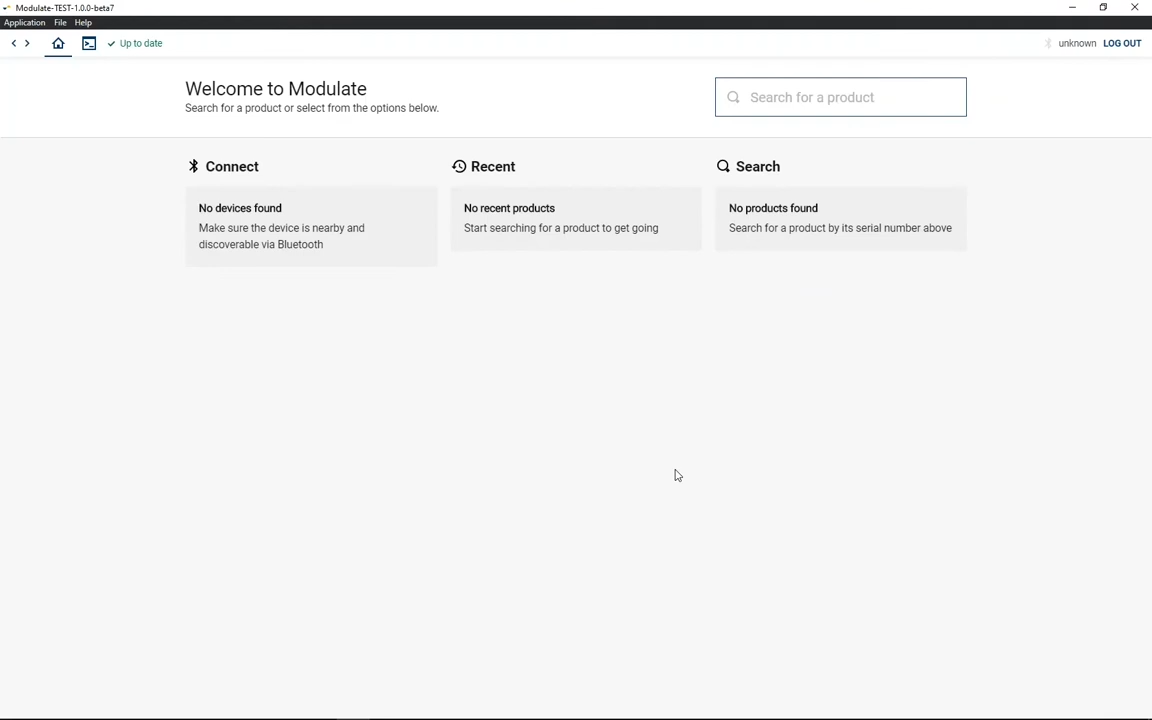 Modulate-TEST-1.0.0-beta7
Application File Help
Up to date
unknown LOG OUT
Welcome to Modulate
Search for a product or select from the options below.
Search for a product
Connect
No devices found
Make sure the device is nearby and
discoverable via Bluetooth
Recent
No recent products
Start searching for a product to get going
Search
No products found
Search for a product by its serial number above